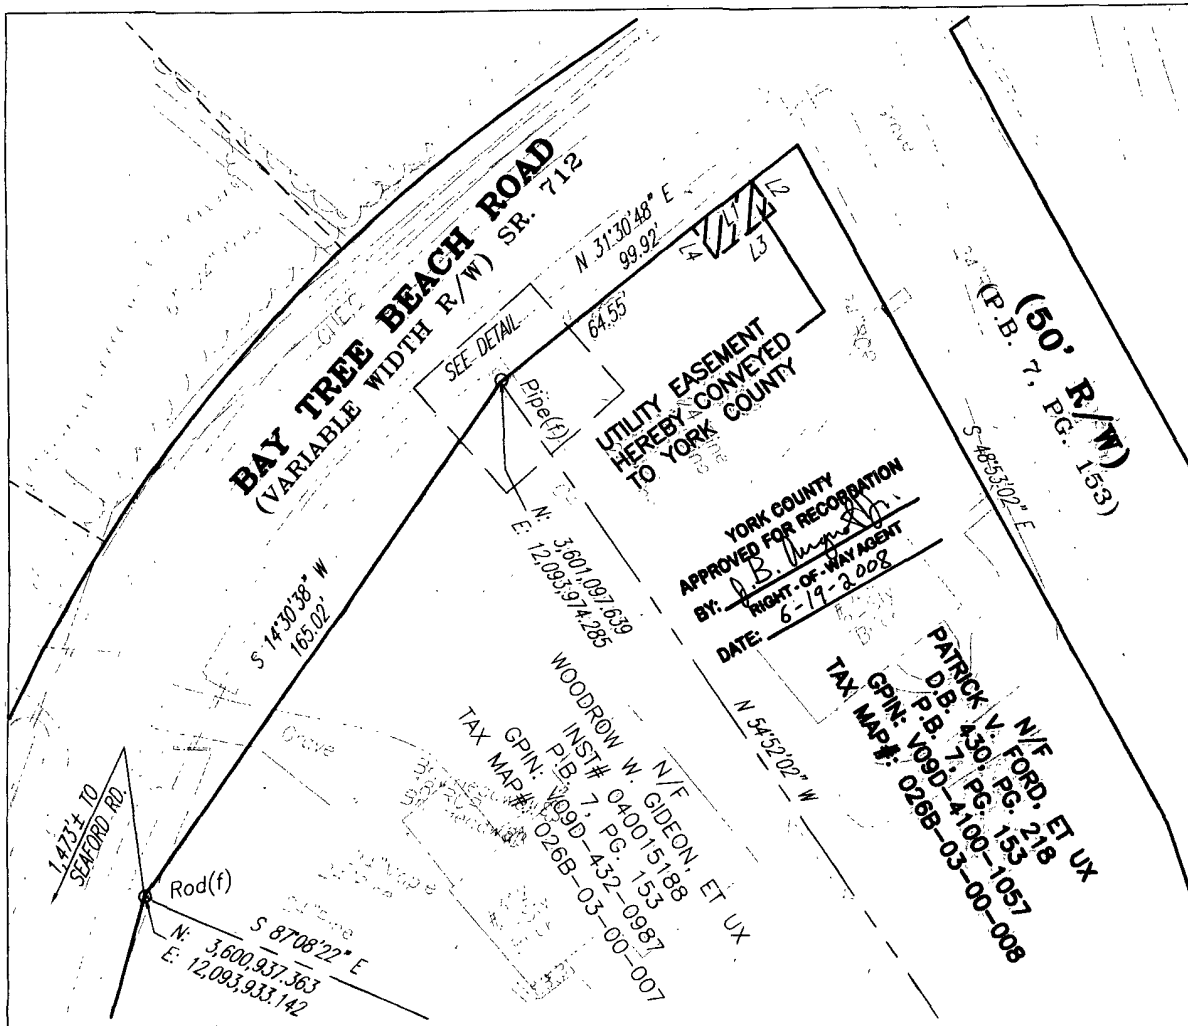 BAY TREE BEACH ROAD
(VARIABLE WIDTH R/W) SR. 712
N 31°30'48" E
99.92'
L1
L2
L3
L4
64.55'
SEE DETAIL
Pipe(f)
UTILITY EASEMENT
HEREBY CONVEYED
TO YORK COUNTY
(50' R/W)
(P.B. 7, PG. 153)
S 48°53'02" E
YORK COUNTY
APPROVED FOR RECORDATION
BY: J.B.
RIGHT-OF-WAY AGENT
DATE: 6-19-2008
N: 3,601,097.639
E: 12,093,974.285
S 14°30'38" W
165.02'
N/F
PATRICK V. FORD, ET UX
D.B. 430, PG. 218
P.B. 7, PG. 153
GPIN: V09D-4100-1057
TAX MAP#: 026B-03-00-008
N 54°52'02" W
N/F
WOODROW W. GIDEON, ET UX
INST# 040015188
P.B. 7, PG. 153
GPIN: V09D-432-0987
TAX MAP# 026B-03-00-007
Grave
1,473'± TO
SEAFORD RD.
Rod(f)
S 87°08'22" E
N: 3,600,937.363
E: 12,093,933.142